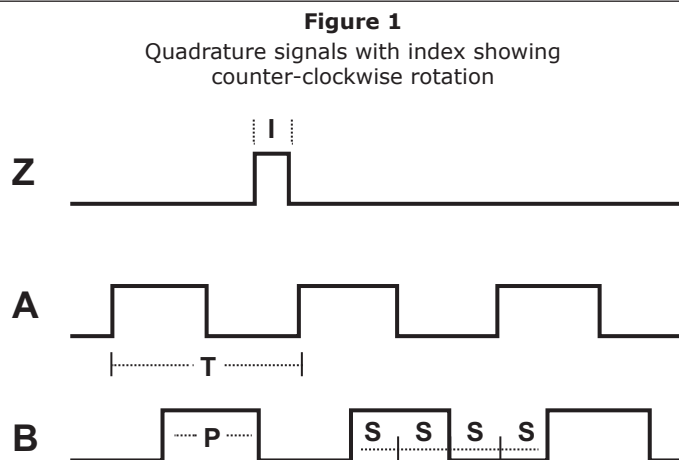 Figure 1
Quadrature signals with index showing
counter-clockwise rotation
I
Z
A
T
B
P
S S S S